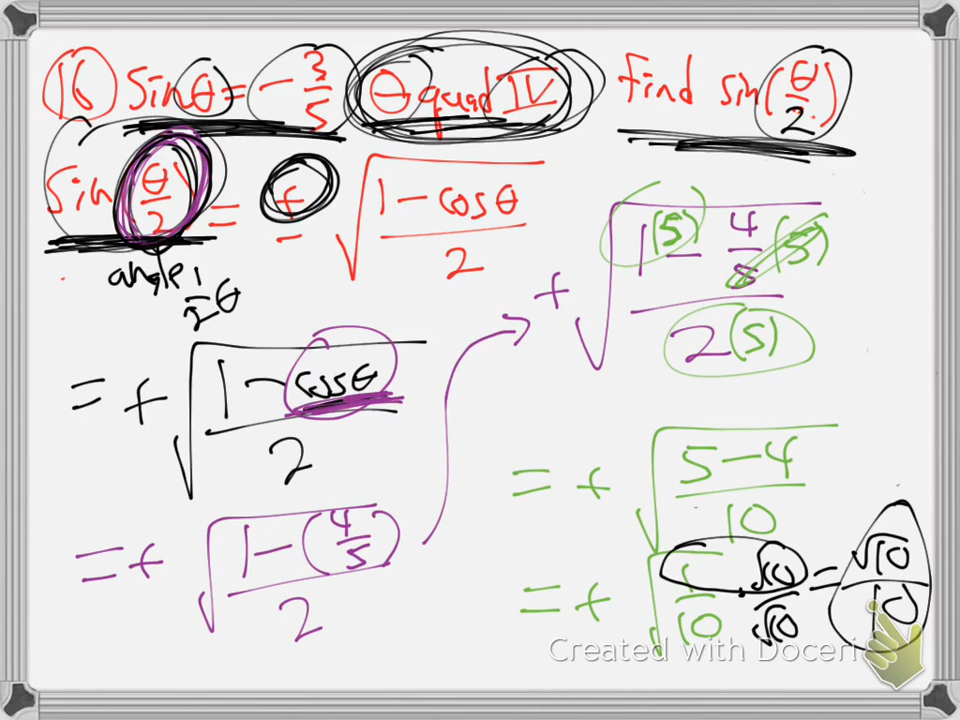 16 sinθ = - 3/5 θ quad IV find sin(θ/2)
sin(θ/2) = ± √((1 - cosθ)/2)
angle 1/2 θ
= + √((1 - cosθ)/2)
= + √((1 - (4/5))/2)
+ √((1(5) - 4/5 (5))/(2(5)))
= + √((5 - 4)/10)
= + √(1/10) · √10/√10 = √10/10
Created with Doceri